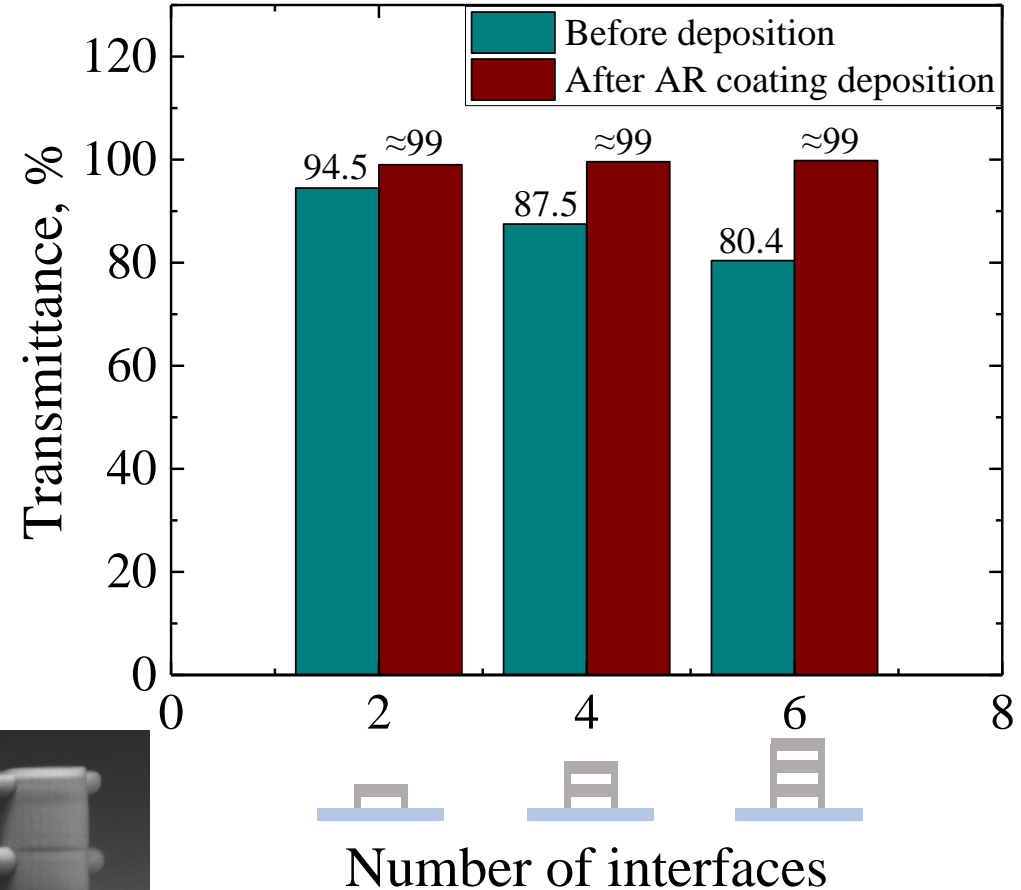 Before deposition
After AR coating deposition
Transmittance, %
120
100
80
60
40
20
0
94.5
≈99
87.5
≈99
80.4
≈99
0 2 4 6 8
Number of interfaces